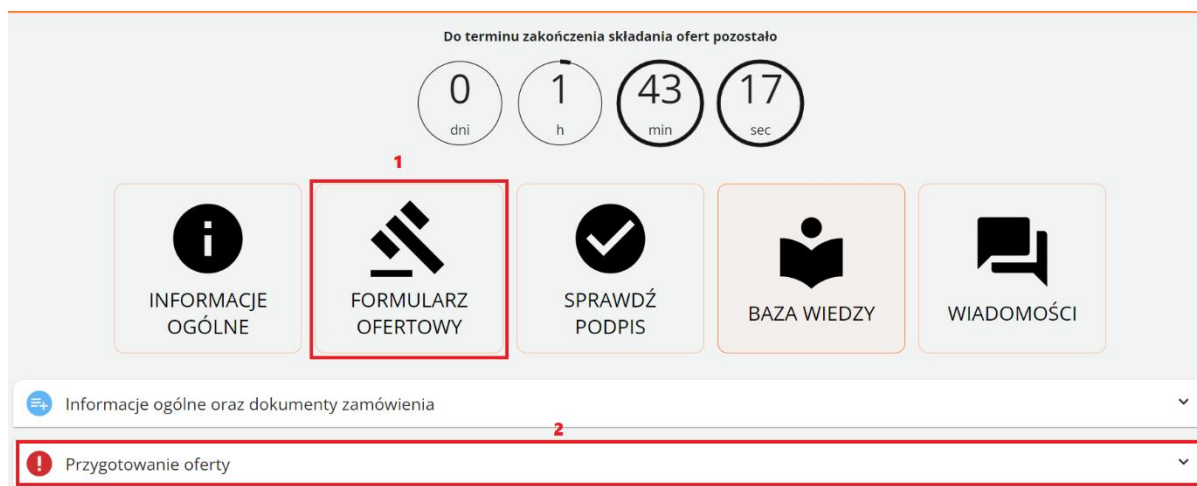 Do terminu zakończenia składania ofert pozostało
0 1 43 17
dni h min sec
1
INFORMACJE OGÓLNE
FORMULARZ OFERTOWY
SPRAWDŹ PODPIS
BAZA WIEDZY
WIADOMOŚCI
Informacje ogólne oraz dokumenty zamówienia
2
Przygotowanie oferty